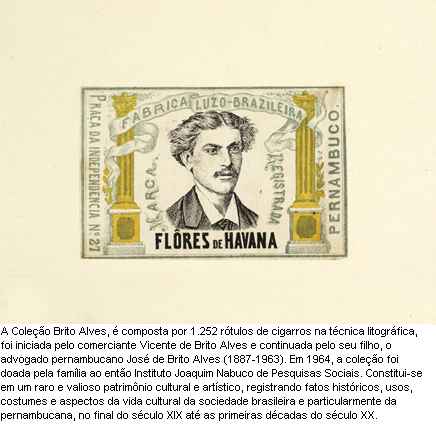 FABRICA LUZO-BRAZILEIRA
PRAÇA DA INDEPENDENCIA Nº 27
MARCA REGISTRADA
PERNAMBUCO.
FLÔRES DE HAVANA
A Coleção Brito Alves, é composta por 1.252 rótulos de cigarros na técnica litográfica,
foi iniciada pelo comerciante Vicente de Brito Alves e continuada pelo seu filho, o
advogado pernambucano José de Brito Alves (1887-1963). Em 1964, a coleção foi
doada pela família ao então Instituto Joaquim Nabuco de Pesquisas Sociais. Constitui-se
em um raro e valioso patrimônio cultural e artístico, registrando fatos históricos, usos,
costumes e aspectos da vida cultural da sociedade brasileira e particularmente da
pernambucana, no final do século XIX até as primeiras décadas do século XX.